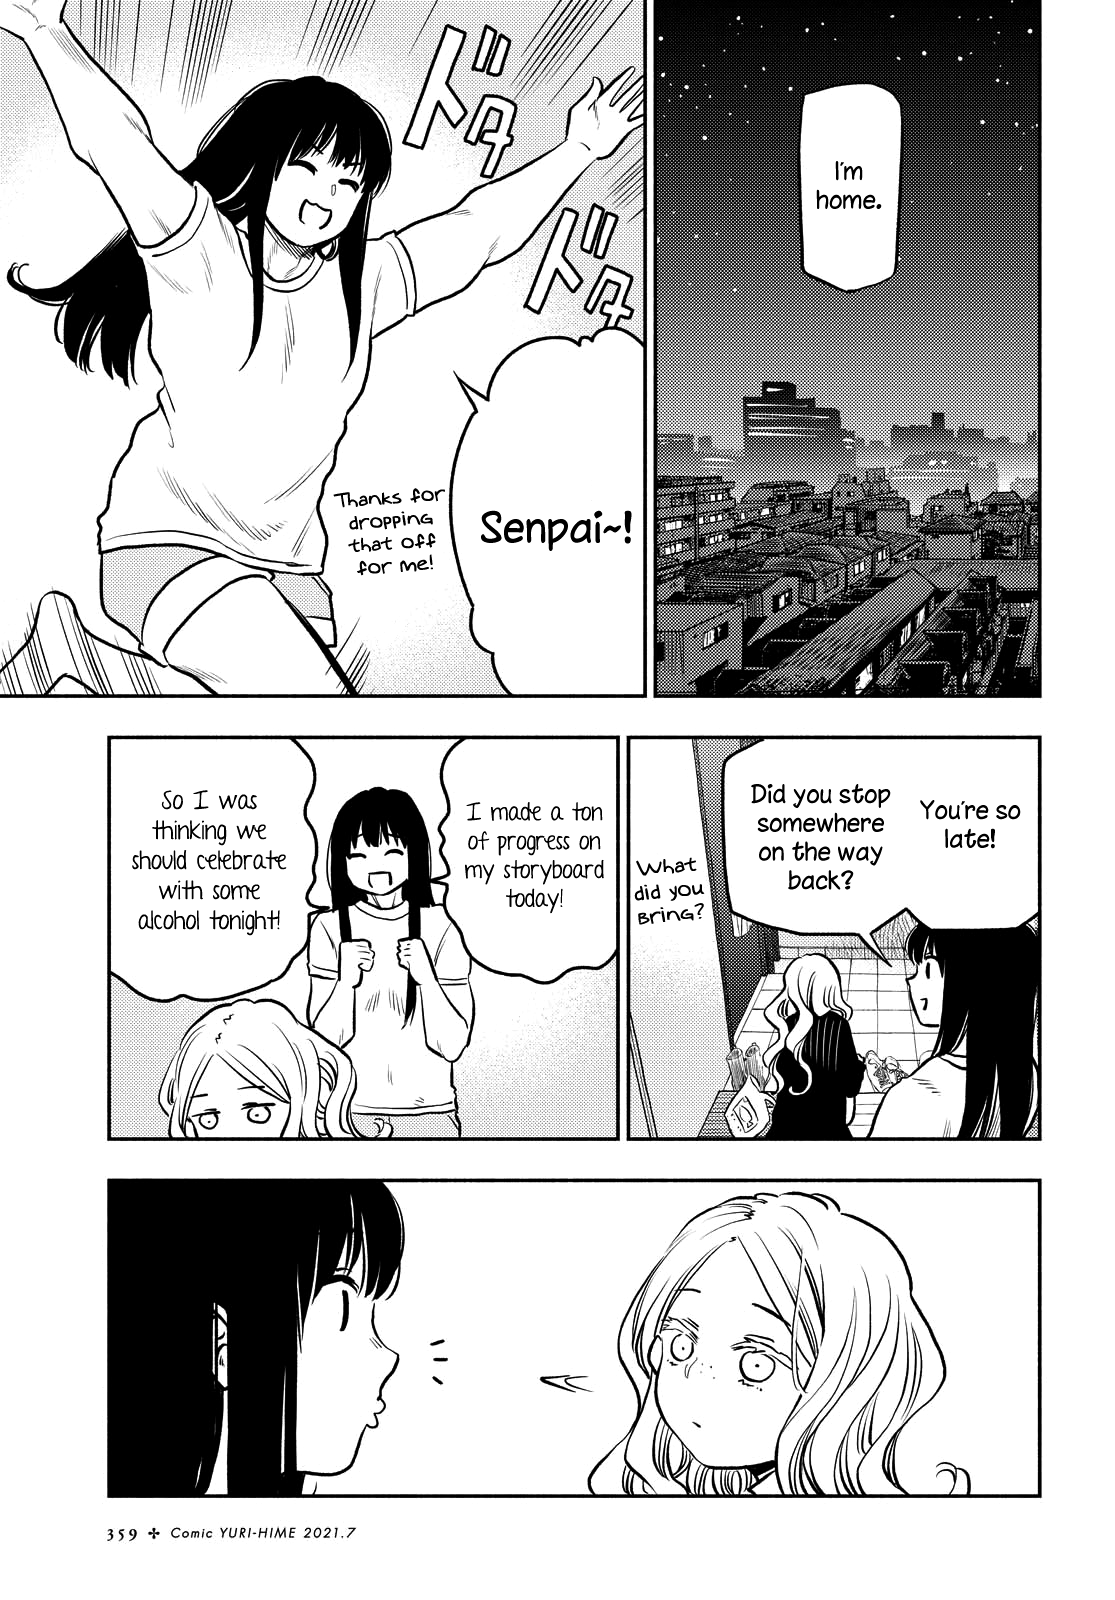 I'm
home.
ドタ
ドタ
Senpai~!
Thanks for
dropping
that off
for me!
You're so
late!
Did you stop
somewhere
on the way
back?
What
did you
bring?
I made a ton
of progress on
my storyboard
today!
So I was
thinking we
should celebrate
with some
alcohol tonight!
359 ✢ Comic YURI-HIME 2021.7